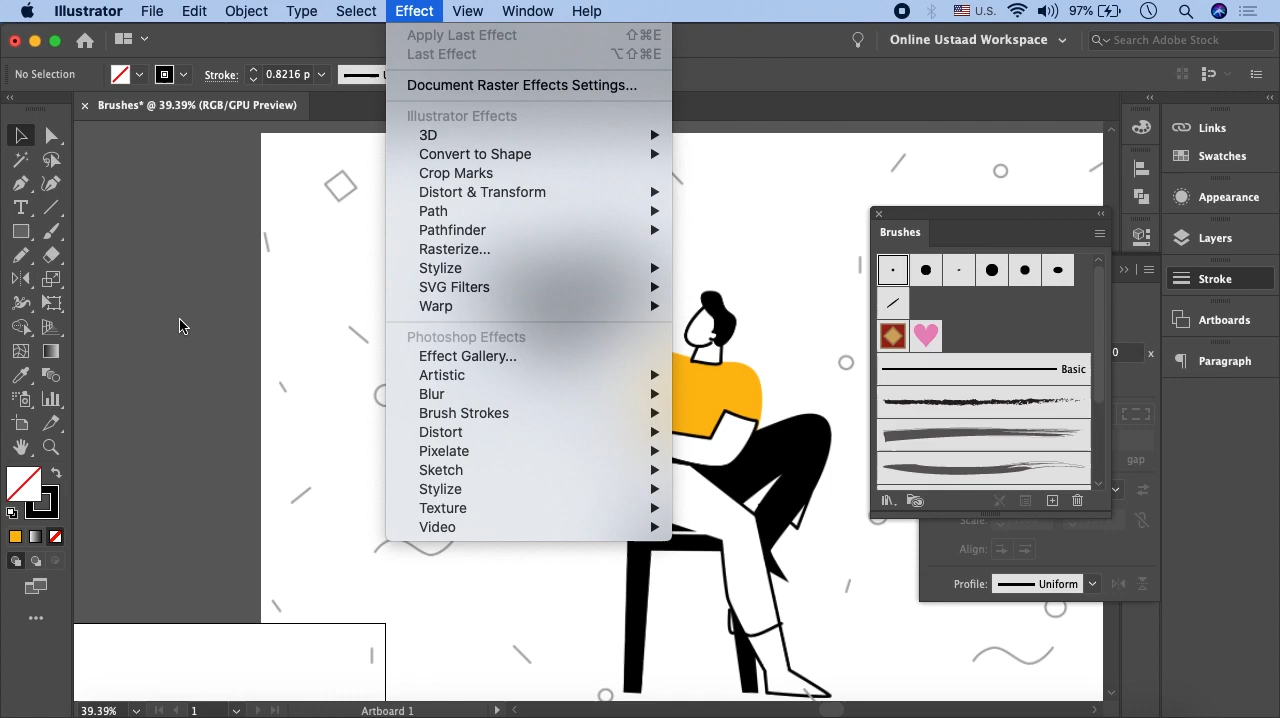 Illustrator File Edit Object Type Select Effect View Window Help U.S. 97%
Online Ustaad Workspace Search Adobe Stock
No Selection Stroke: 0.8216 p
× Brushes* @ 39.39% (RGB/GPU Preview)
Apply Last Effect ⇧⌘E
Last Effect ⌥⇧⌘E
Document Raster Effects Settings...
Illustrator Effects
3D
Convert to Shape
Crop Marks
Distort & Transform
Path
Pathfinder
Rasterize...
Stylize
SVG Filters
Warp
Photoshop Effects
Effect Gallery...
Artistic
Blur
Brush Strokes
Distort
Pixelate
Sketch
Stylize
Texture
Video
Brushes
Basic
Links
Swatches
Appearance
Layers
Stroke
Artboards
Paragraph
0 x
gap
Scale:
Align:
Profile: Uniform
39.39% 1 Artboard 1